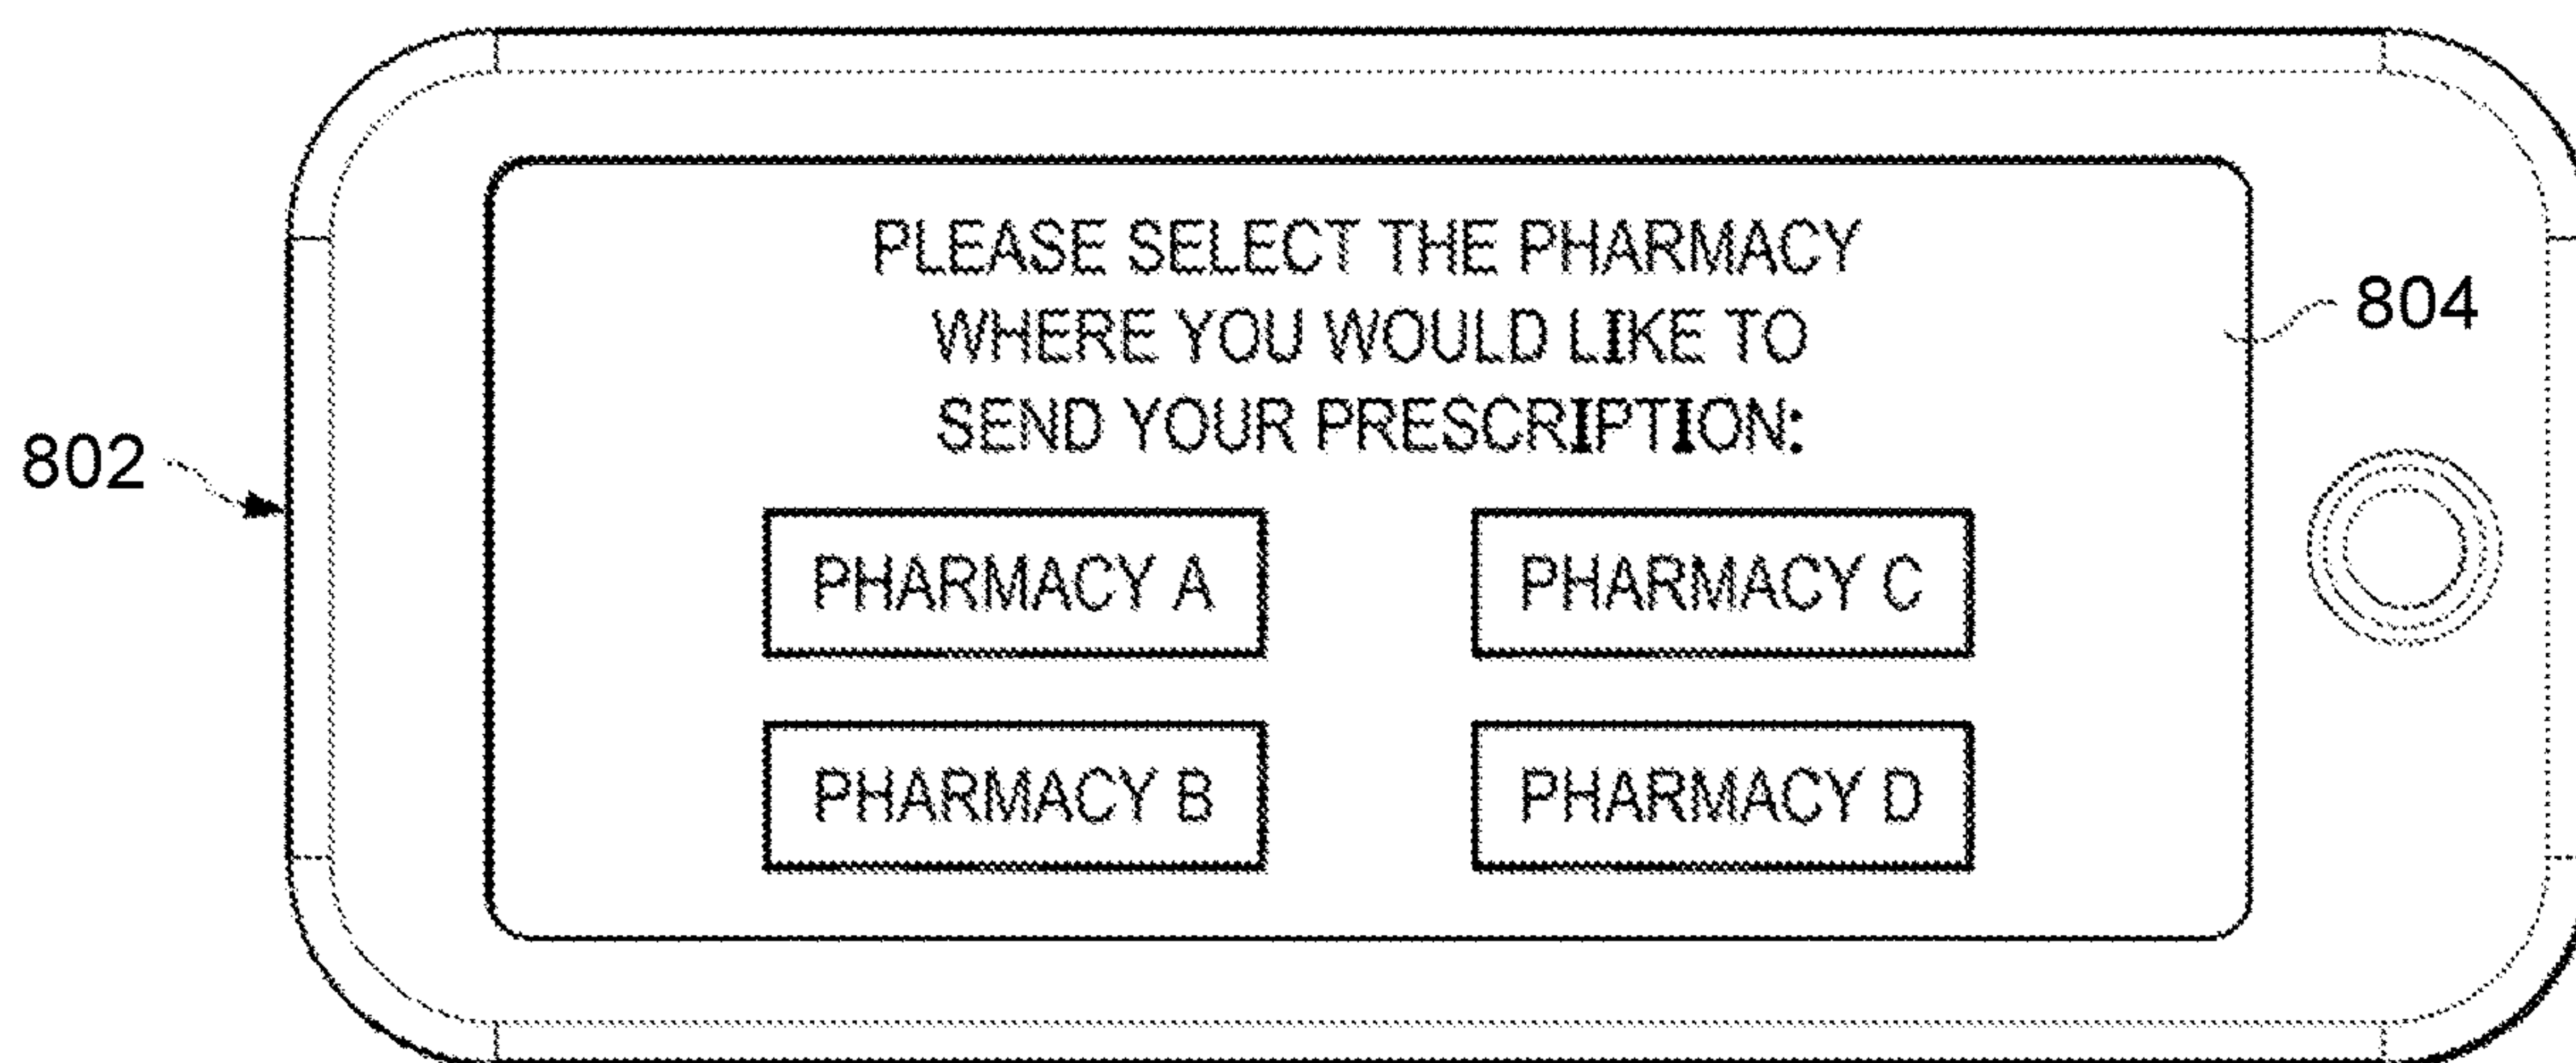 PLEASE SELECT THE PHARMACY
WHERE YOU WOULD LIKE TO
SEND YOUR PRESCRIPTION:
804
802
PHARMACY A
PHARMACY C
PHARMACY B
PHARMACY D